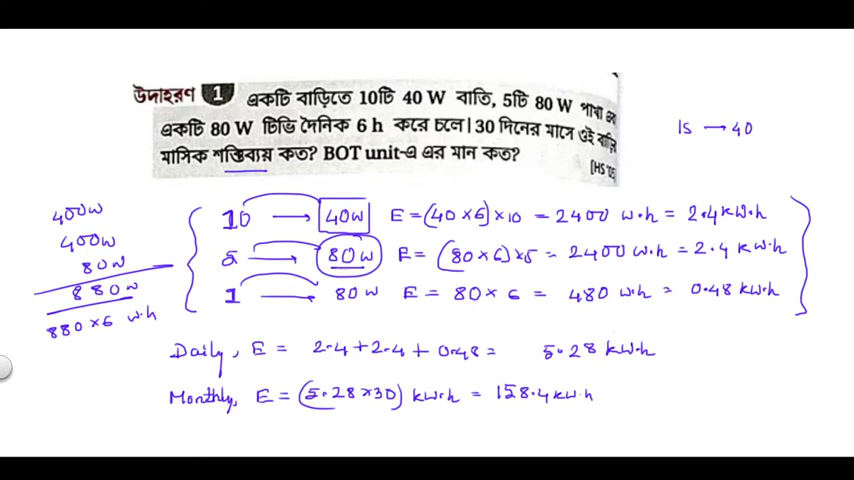 উদাহরণ 1 একটি বাড়িতে 10টি 40 W বাতি, 5টি 80 W পাখা এবং
একটি 80 W টিভি দৈনিক 6 h করে চলে। 30 দিনের মাসে ওই বাড়ির
মাসিক শক্তিব্যয় কত? BOT unit-এ এর মান কত?
[HS '05]
1s → 40
400W
400W
80W
880W
880×6 W·h
10 → 40W E = (40×6)×10 = 2400 W·h = 2.4 kW·h
5 → 80W E = (80×6)×5 = 2400 W·h = 2.4 kW·h
1 → 80W E = 80×6 = 480 W·h = 0.48 kW·h
Daily, E = 2.4+2.4+0.48 = 5.28 kW·h
Monthly, E = (5.28×30) kW·h = 158.4 kW·h